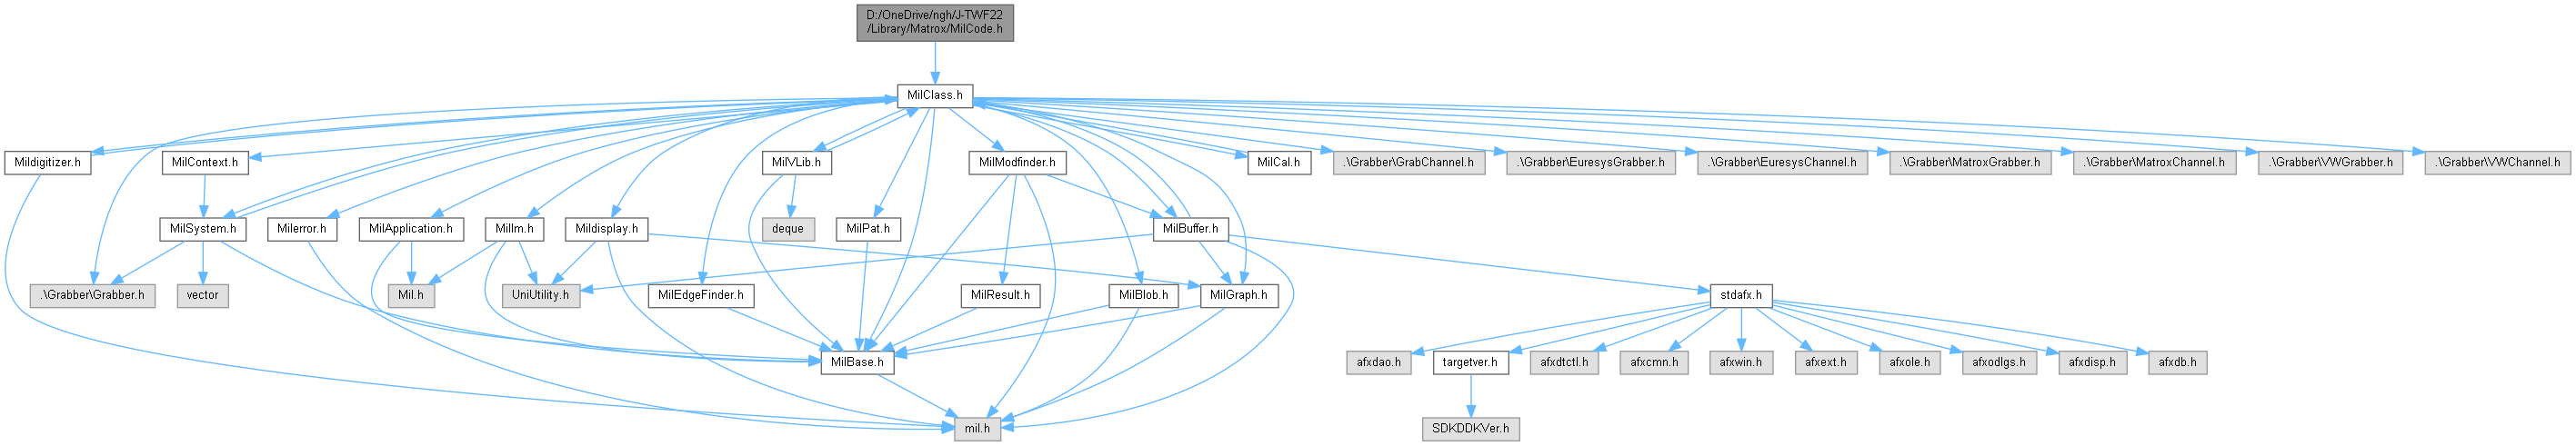 D:/OneDrive/ngh/J-TWF22
/Library/Matrox/MilCode.h
MilClass.h
Mildigitizer.h
MilContext.h
MilVLib.h
MilModfinder.h
MilCal.h
.\Grabber\GrabChannel.h
.\Grabber\EuresysGrabber.h
.\Grabber\EuresysChannel.h
.\Grabber\MatroxGrabber.h
.\Grabber\MatroxChannel.h
.\Grabber\VWGrabber.h
.\Grabber\VWChannel.h
MilSystem.h
Milerror.h
MilApplication.h
MilIm.h
Mildisplay.h
deque
MilPat.h
MilBuffer.h
.\Grabber\Grabber.h
vector
Mil.h
UniUtility.h
MilEdgeFinder.h
MilResult.h
MilBlob.h
MilGraph.h
stdafx.h
MilBase.h
afxdao.h
targetver.h
afxdtctl.h
afxcmn.h
afxwin.h
afxext.h
afxole.h
afxodlgs.h
afxdisp.h
afxdb.h
mil.h
SDKDDKVer.h